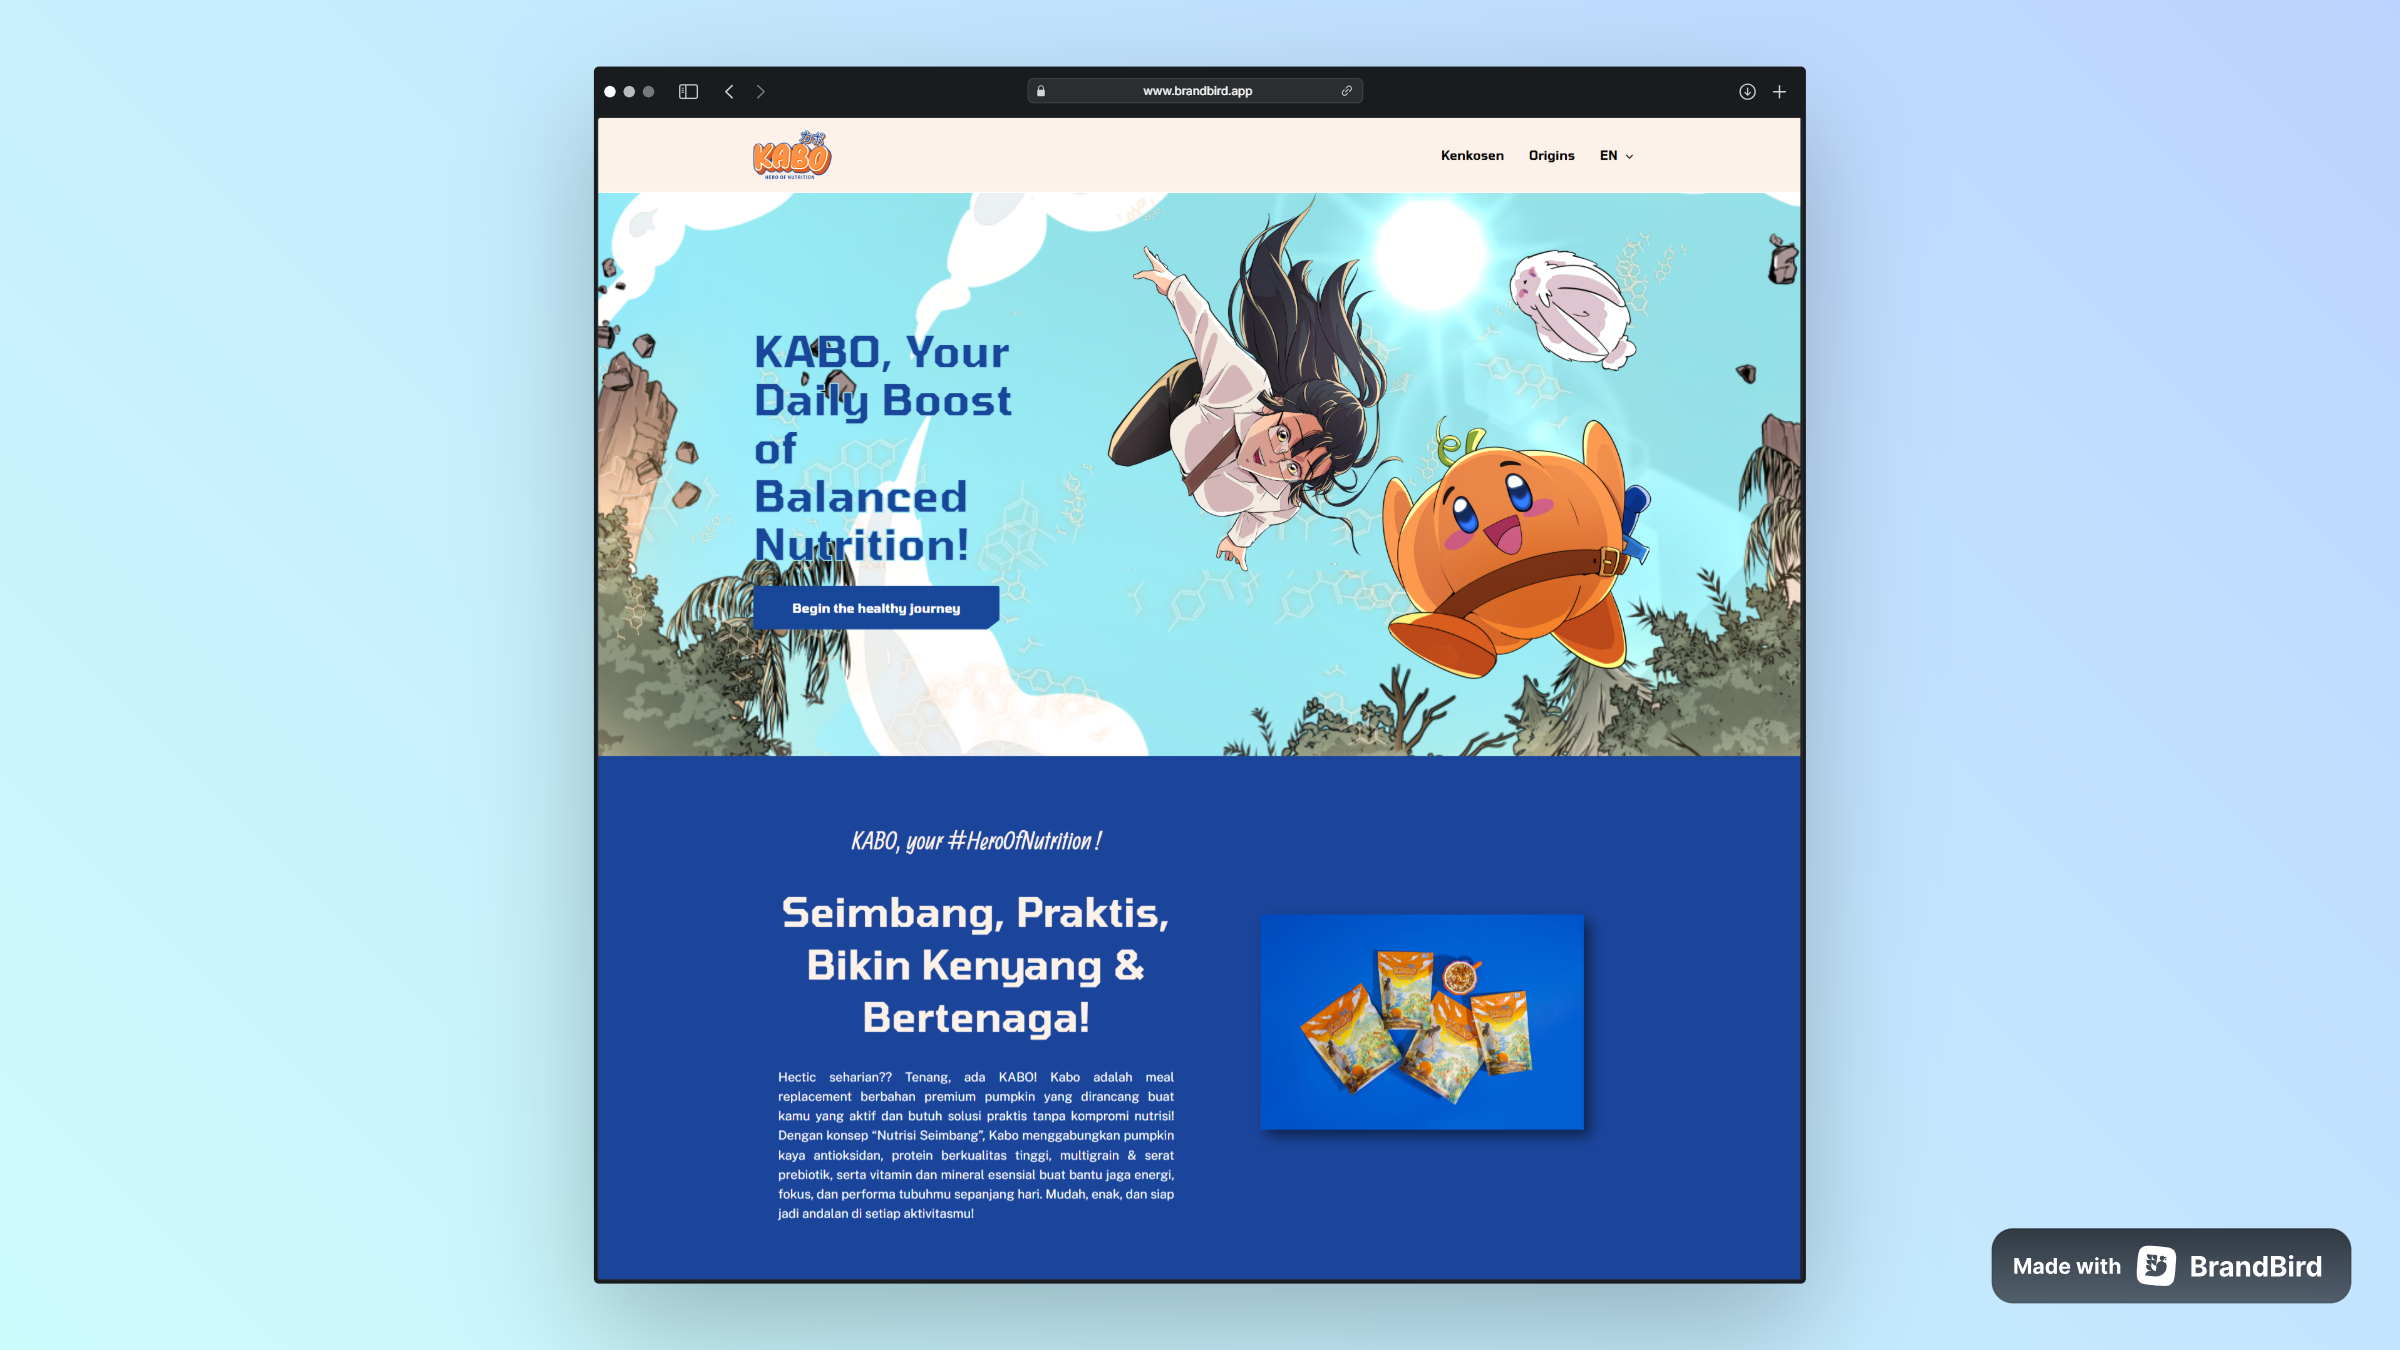 www.brandbird.app
KABO
HERO OF NUTRITION
Kenkosen
Origins
EN
KABO, Your
Daily Boost
of
Balanced
Nutrition!
Begin the healthy journey
KABO, your #HeroOfNutrition !
Seimbang, Praktis,
Bikin Kenyang &
Bertenaga!
Hectic seharian?? Tenang, ada KABO! Kabo adalah meal
replacement berbahan premium pumpkin yang dirancang buat
kamu yang aktif dan butuh solusi praktis tanpa kompromi nutrisi!
Dengan konsep “Nutrisi Seimbang”, Kabo menggabungkan pumpkin
kaya antioksidan, protein berkualitas tinggi, multigrain & serat
prebiotik, serta vitamin dan mineral esensial buat bantu jaga energi,
fokus, dan performa tubuhmu sepanjang hari. Mudah, enak, dan siap
jadi andalan di setiap aktivitasmu!
Made with BrandBird